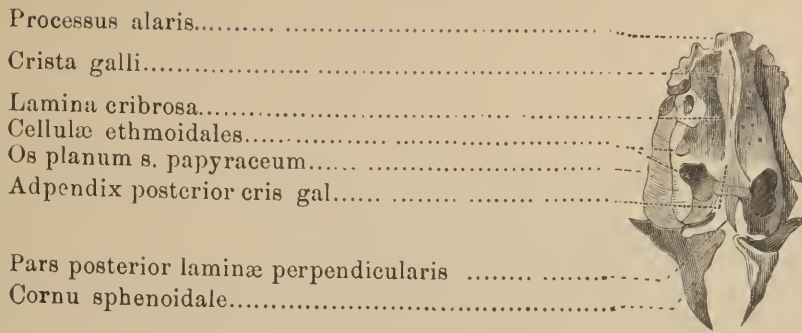 Processus alaris
Crista galli
Lamina cribrosa
Cellulæ ethmoidales
Os planum s. papyraceum
Adpendix posterior cris gal
Pars posterior laminæ perpendicularis
Cornu sphenoidale